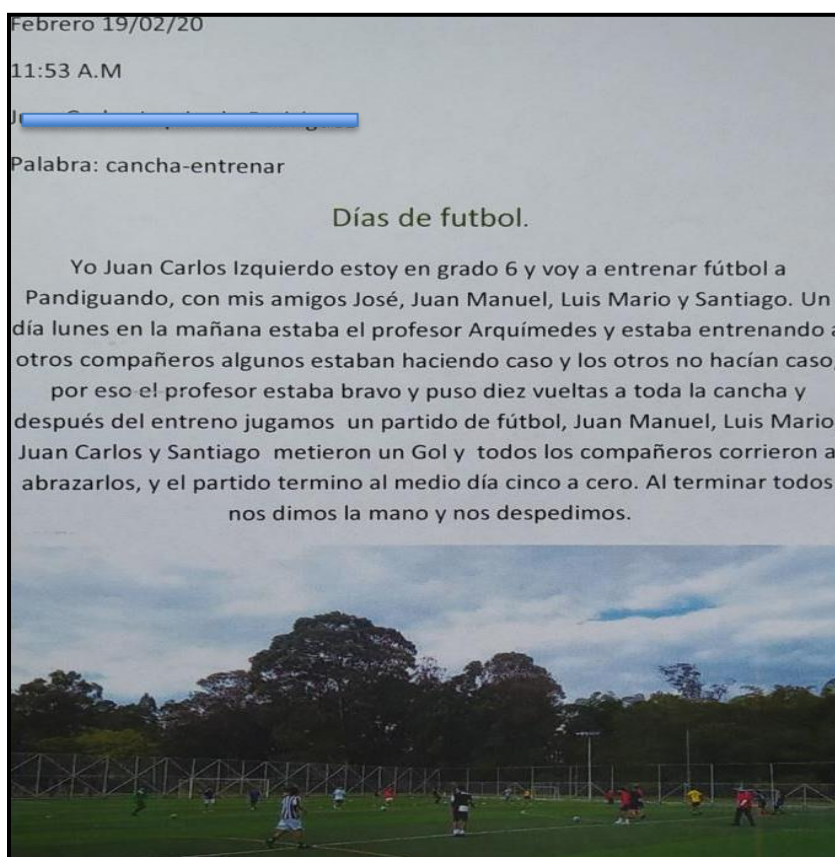 Febrero 19/02/20
11:53 A.M
Palabra: cancha-entrenar
Días de futbol.
Yo Juan Carlos Izquierdo estoy en grado 6 y voy a entrenar fútbol a
Pandiguando, con mis amigos José, Juan Manuel, Luis Mario y Santiago. Un
día lunes en la mañana estaba el profesor Arquímedes y estaba entrenando a
otros compañeros algunos estaban haciendo caso y los otros no hacían caso,
por eso el profesor estaba bravo y puso diez vueltas a toda la cancha y
después del entreno jugamos un partido de fútbol, Juan Manuel, Luis Mario
Juan Carlos y Santiago metieron un Gol y todos los compañeros corrieron a
abrazarlos, y el partido termino al medio día cinco a cero. Al terminar todos
nos dimos la mano y nos despedimos.